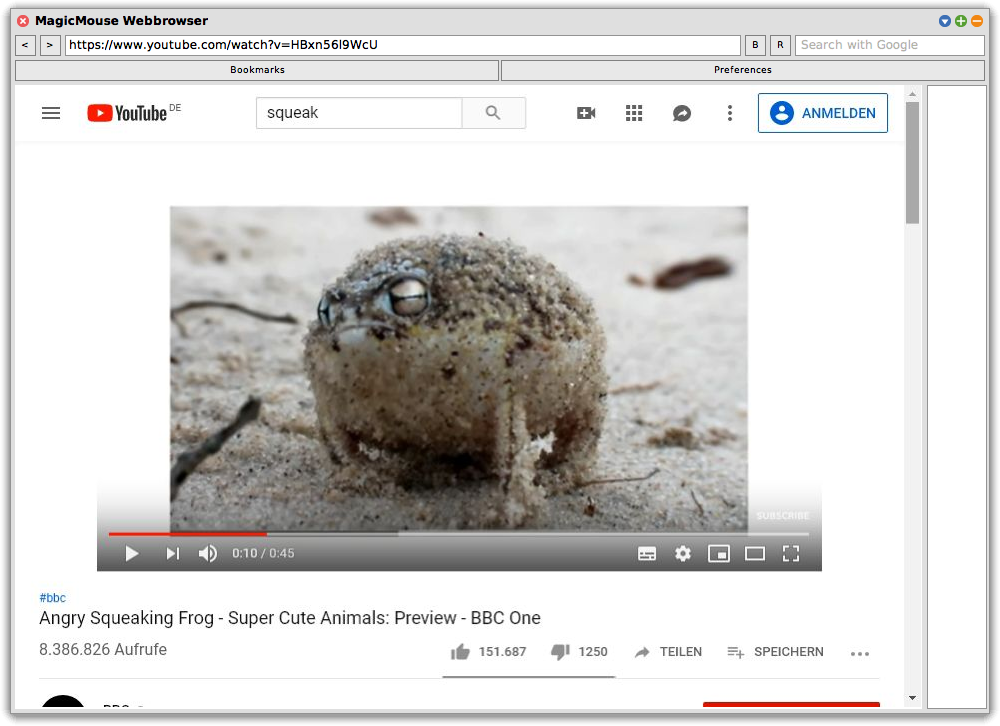 MagicMouse Webbrowser
< > https://www.youtube.com/watch?v=HBxn56l9WcU B R Search with Google
Bookmarks Preferences
YouTube DE squeak ANMELDEN
SUBSCRIBE
0:10 / 0:45
#bbc
Angry Squeaking Frog - Super Cute Animals: Preview - BBC One
8.386.826 Aufrufe 151.687 1250 TEILEN SPEICHERN